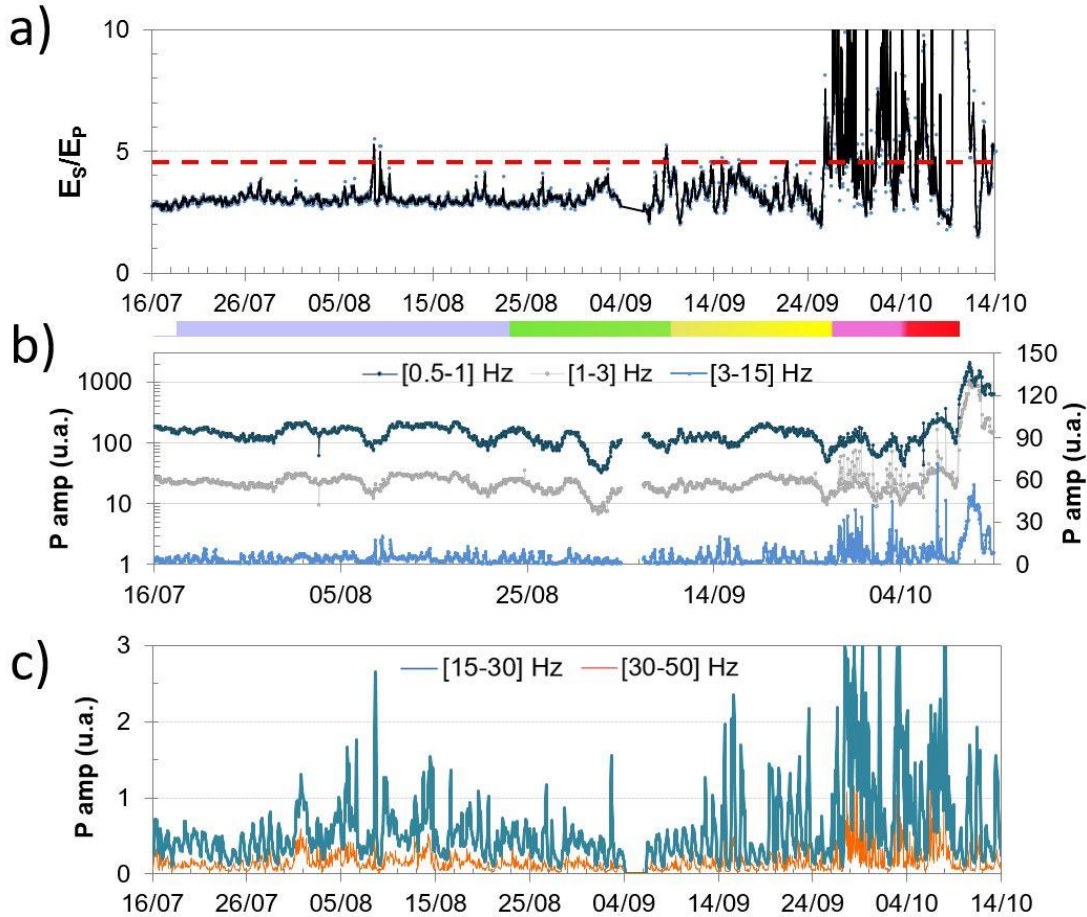 a)
10
5
0
E_S/E_P
16/07 26/07 05/08 15/08 25/08 04/09 14/09 24/09 04/10 14/10
b)
[0.5-1] Hz [1-3] Hz [3-15] Hz
1000
100
10
1
P amp (u.a.)
150
120
90
60
30
0
P amp (u.a.)
16/07 05/08 25/08 14/09 04/10
c)
[15-30] Hz [30-50] Hz
3
2
1
0
P amp (u.a.)
16/07 26/07 05/08 15/08 25/08 04/09 14/09 24/09 04/10 14/10